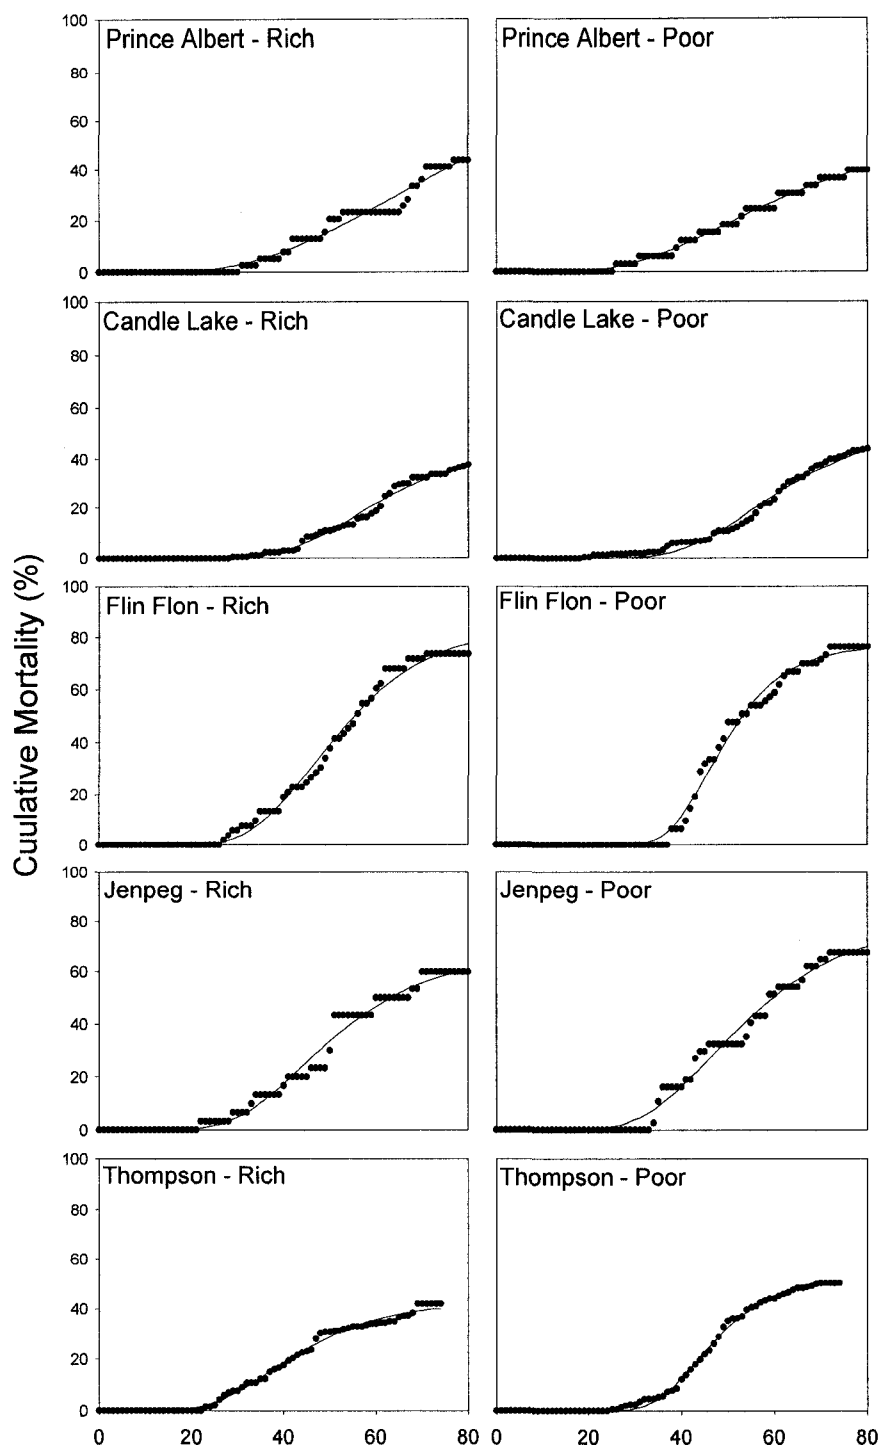 Cuulative Mortality (%)
Prince Albert - Rich
100
80
60
40
20
0
Prince Albert - Poor
Candle Lake - Rich
100
80
60
40
20
0
Candle Lake - Poor
Flin Flon - Rich
100
80
60
40
20
0
Flin Flon - Poor
Jenpeg - Rich
100
80
60
40
20
0
Jenpeg - Poor
Thompson - Rich
100
80
60
40
20
0
Thompson - Poor
0 20 40 60 80
0 20 40 60 80